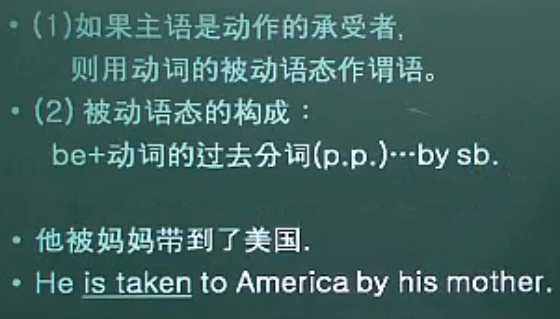 • (1)如果主语是动作的承受者,
则用动词的被动语态作谓语。
• (2) 被动语态的构成：
be+动词的过去分词(p.p.)…by sb.
• 他被妈妈带到了美国.
• He is taken to America by his mother.